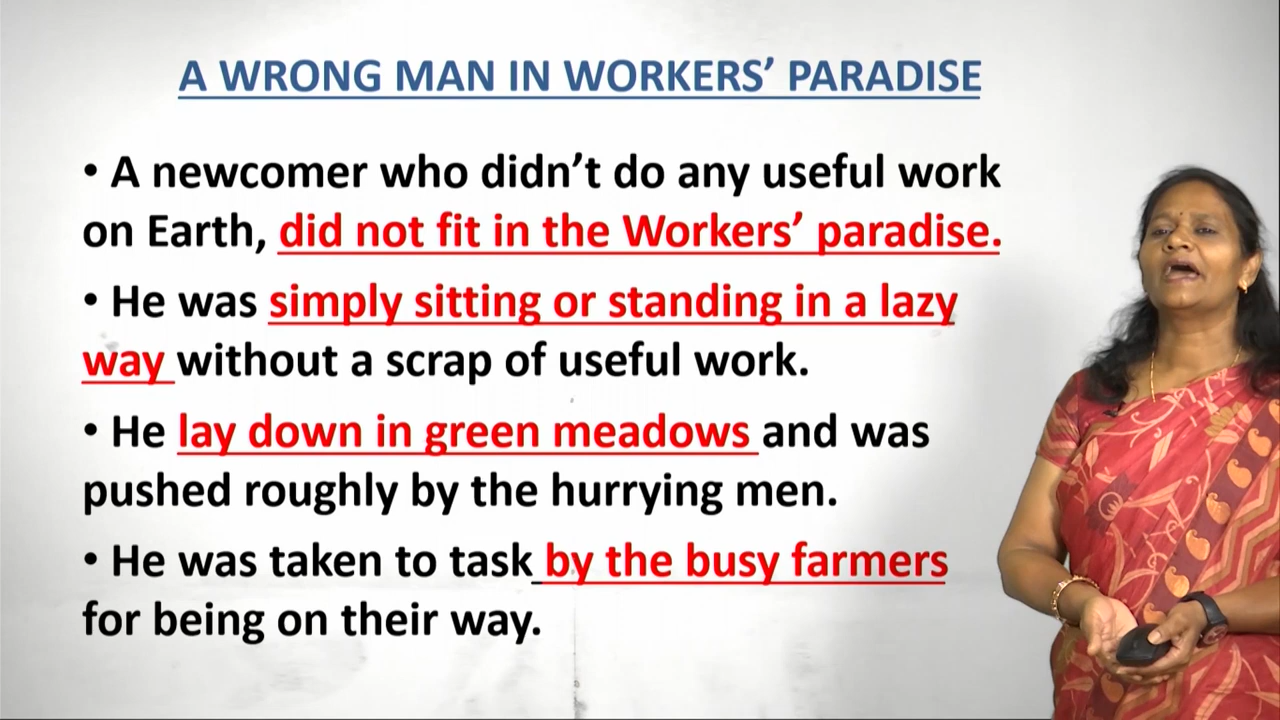 A WRONG MAN IN WORKERS’ PARADISE
• A newcomer who didn’t do any useful work
on Earth, did not fit in the Workers’ paradise.
• He was simply sitting or standing in a lazy
way without a scrap of useful work.
• He lay down in green meadows and was
pushed roughly by the hurrying men.
• He was taken to task by the busy farmers
for being on their way.